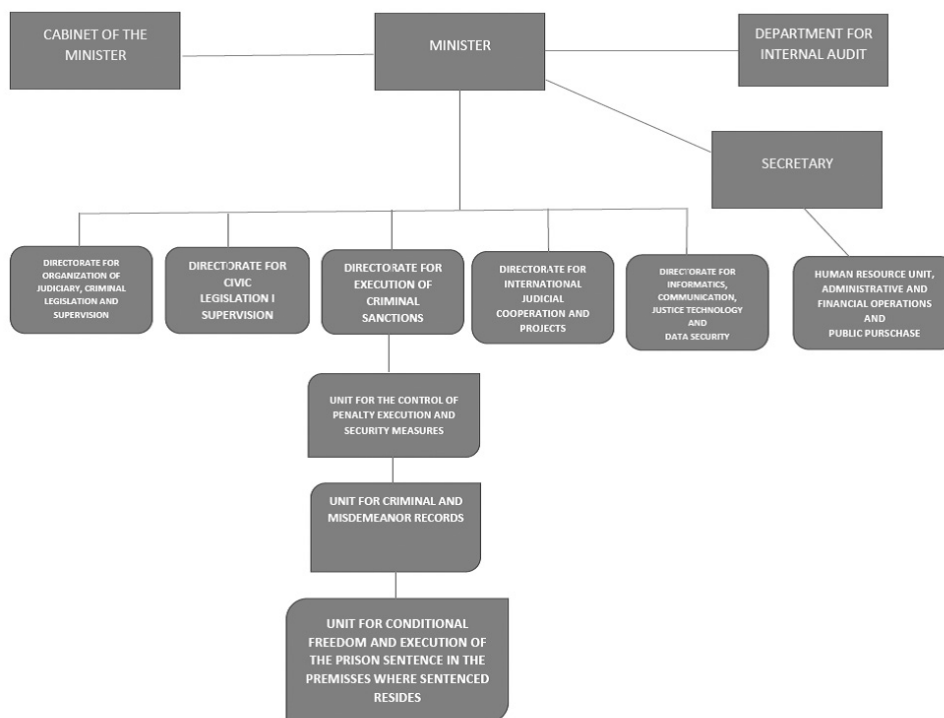 CABINET OF THE
MINISTER
MINISTER
DEPARTMENT FOR
INTERNAL AUDIT
SECRETARY
DIRECTORATE FOR
ORGANIZATION OF
JUDICIARY, CRIMINAL
LEGISLATION AND
SUPERVISION
DIRECTORATE FOR
CIVIC
LEGISLATION I
SUPERVISION
DIRECTORATE FOR
EXECUTION OF
CRIMINAL
SANCTIONS
DIRECTORATE FOR
INTERNATIONAL
JUDICIAL
COOPERATION AND
PROJECTS
DIRECTORATE FOR
INFORMATICS,
COMMUNICATION,
JUSTICE TECHNOLOGY
AND
DATA SECURITY
HUMAN RESOURCE UNIT,
ADMINISTRATIVE AND
FINANCIAL OPERATIONS
AND
PUBLIC PURSCHASE
UNIT FOR THE CONTROL OF
PENALTY EXECUTION AND
SECURITY MEASURES
UNIT FOR CRIMINAL AND
MISDEMEANOR RECORDS
UNIT FOR CONDITIONAL
FREEDOM AND EXECUTION OF
THE PRISON SENTENCE IN THE
PREMISSES WHERE SENTENCED
RESIDES